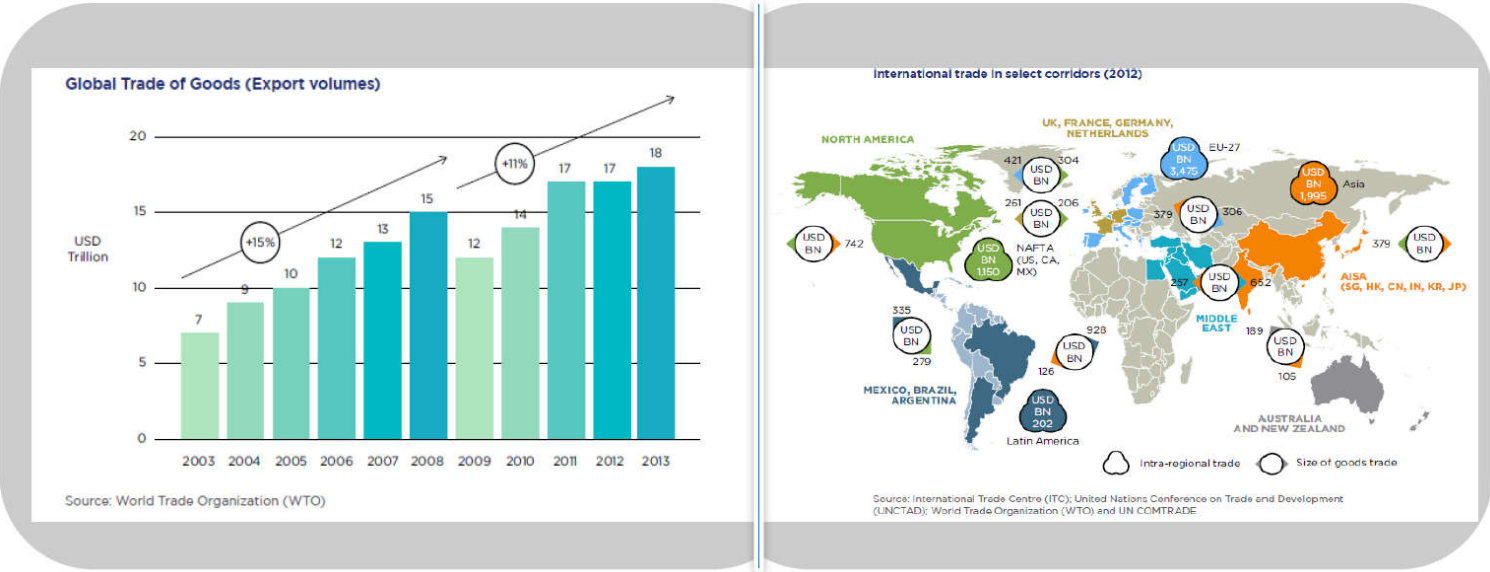 Global Trade of Goods (Export volumes)
20
15
10
5
0
USD
Trillion
+15%
+11%
7
9
10
12
13
15
12
14
17
17
18
2003 2004 2005 2006 2007 2008 2009 2010 2011 2012 2013
Source: World Trade Organization (WTO)
International trade in select corridors (2012)
UK, FRANCE, GERMANY,
NETHERLANDS
NORTH AMERICA
421 USD BN 304
261 USD BN 206
USD
BN
3,475
EU-27
USD
BN
1,995
Asia
379 USD BN 306
USD BN 742
USD
BN
1,150
NAFTA
(US, CA,
MX)
379 USD BN
257 USD BN 652
AISA
(SG, HK, CN, IN, KR, JP)
MIDDLE
EAST
335
USD
BN
279
928
USD
BN
126
189
USD
BN
105
MEXICO, BRAZIL,
ARGENTINA
USD
BN
202
Latin America
AUSTRALIA
AND NEW ZEALAND
Intra-regional trade
Size of goods trade
Source: International Trade Centre (ITC); United Nations Conference on Trade and Development
(UNCTAD); World Trade Organization (WTO) and UN COMTRADE